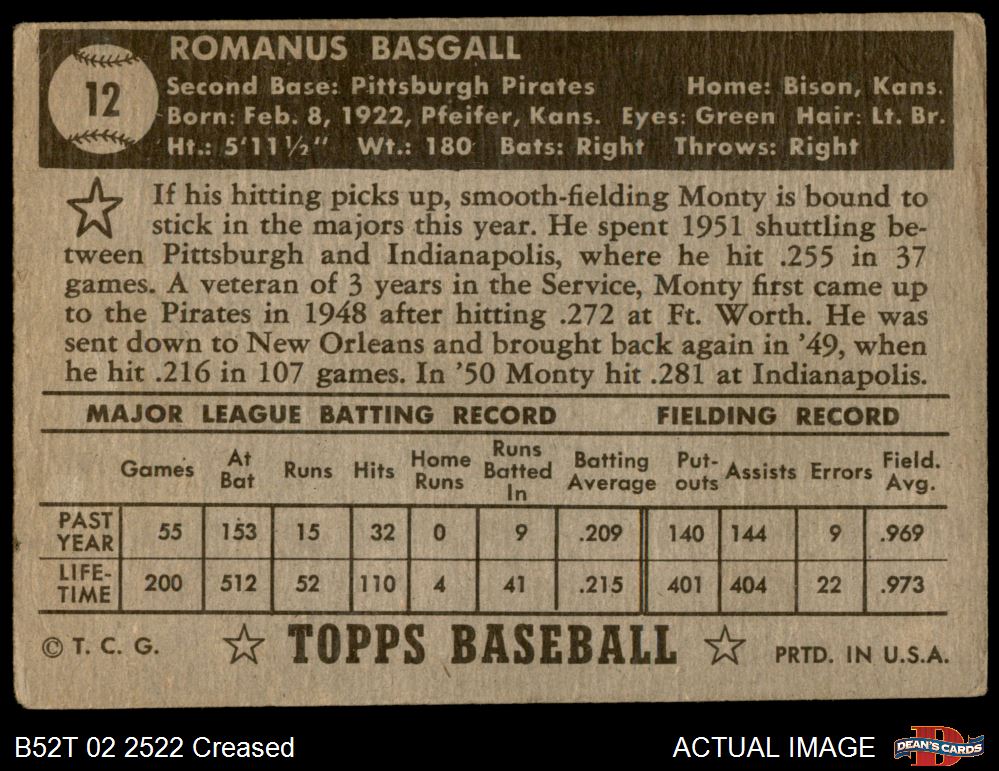 12
ROMANUS BASGALL
Second Base: Pittsburgh Pirates Home: Bison, Kans.
Born: Feb. 8, 1922, Pfeifer, Kans. Eyes: Green Hair: Lt. Br.
Ht.: 5'11½" Wt.: 180 Bats: Right Throws: Right
If his hitting picks up, smooth-fielding Monty is bound to
stick in the majors this year. He spent 1951 shuttling be-
tween Pittsburgh and Indianapolis, where he hit .255 in 37
games. A veteran of 3 years in the Service, Monty first came up
to the Pirates in 1948 after hitting .272 at Ft. Worth. He was
sent down to New Orleans and brought back again in '49, when
he hit .216 in 107 games. In '50 Monty hit .281 at Indianapolis.
MAJOR LEAGUE BATTING RECORD FIELDING RECORD
Games At Bat Runs Hits Home Runs Runs Batted In Batting Average Put-outs Assists Errors Field. Avg.
PAST YEAR 55 153 15 32 0 9 .209 140 144 9 .969
LIFE-TIME 200 512 52 110 4 41 .215 401 404 22 .973
© T. C. G. TOPPS BASEBALL PRTD. IN U.S.A.
B52T 02 2522 Creased ACTUAL IMAGE DEAN'S CARDS